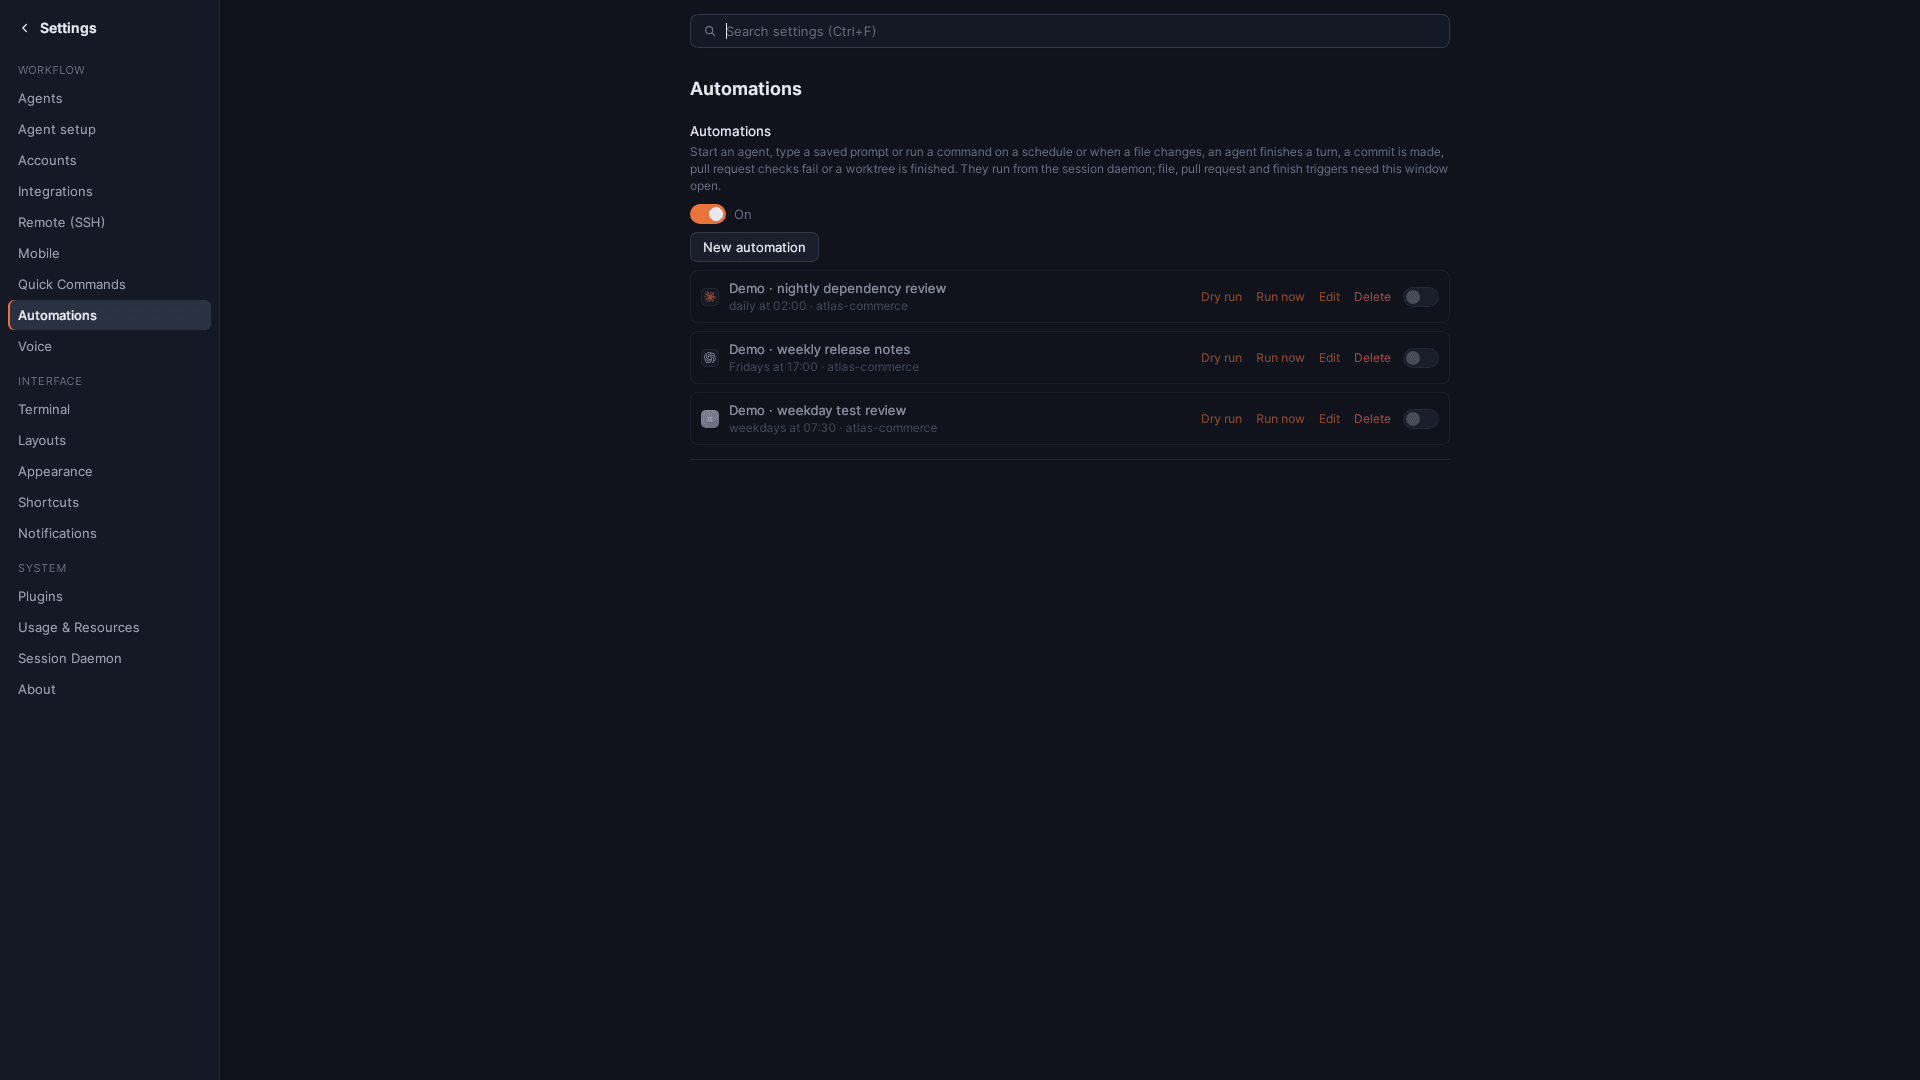 Settings
WORKFLOW
Agents
Agent setup
Accounts
Integrations
Remote (SSH)
Mobile
Quick Commands
Automations
Voice
INTERFACE
Terminal
Layouts
Appearance
Shortcuts
Notifications
SYSTEM
Plugins
Usage & Resources
Session Daemon
About
Search settings (Ctrl+F)
Automations
Automations
Start an agent, type a saved prompt or run a command on a schedule or when a file changes, an agent finishes a turn, a commit is made,
pull request checks fail or a worktree is finished. They run from the session daemon; file, pull request and finish triggers need this window
open.
On
New automation
Demo · nightly dependency review
daily at 02:00 · atlas-commerce
Dry run Run now Edit Delete
Demo · weekly release notes
Fridays at 17:00 · atlas-commerce
Dry run Run now Edit Delete
Demo · weekday test review
weekdays at 07:30 · atlas-commerce
Dry run Run now Edit Delete